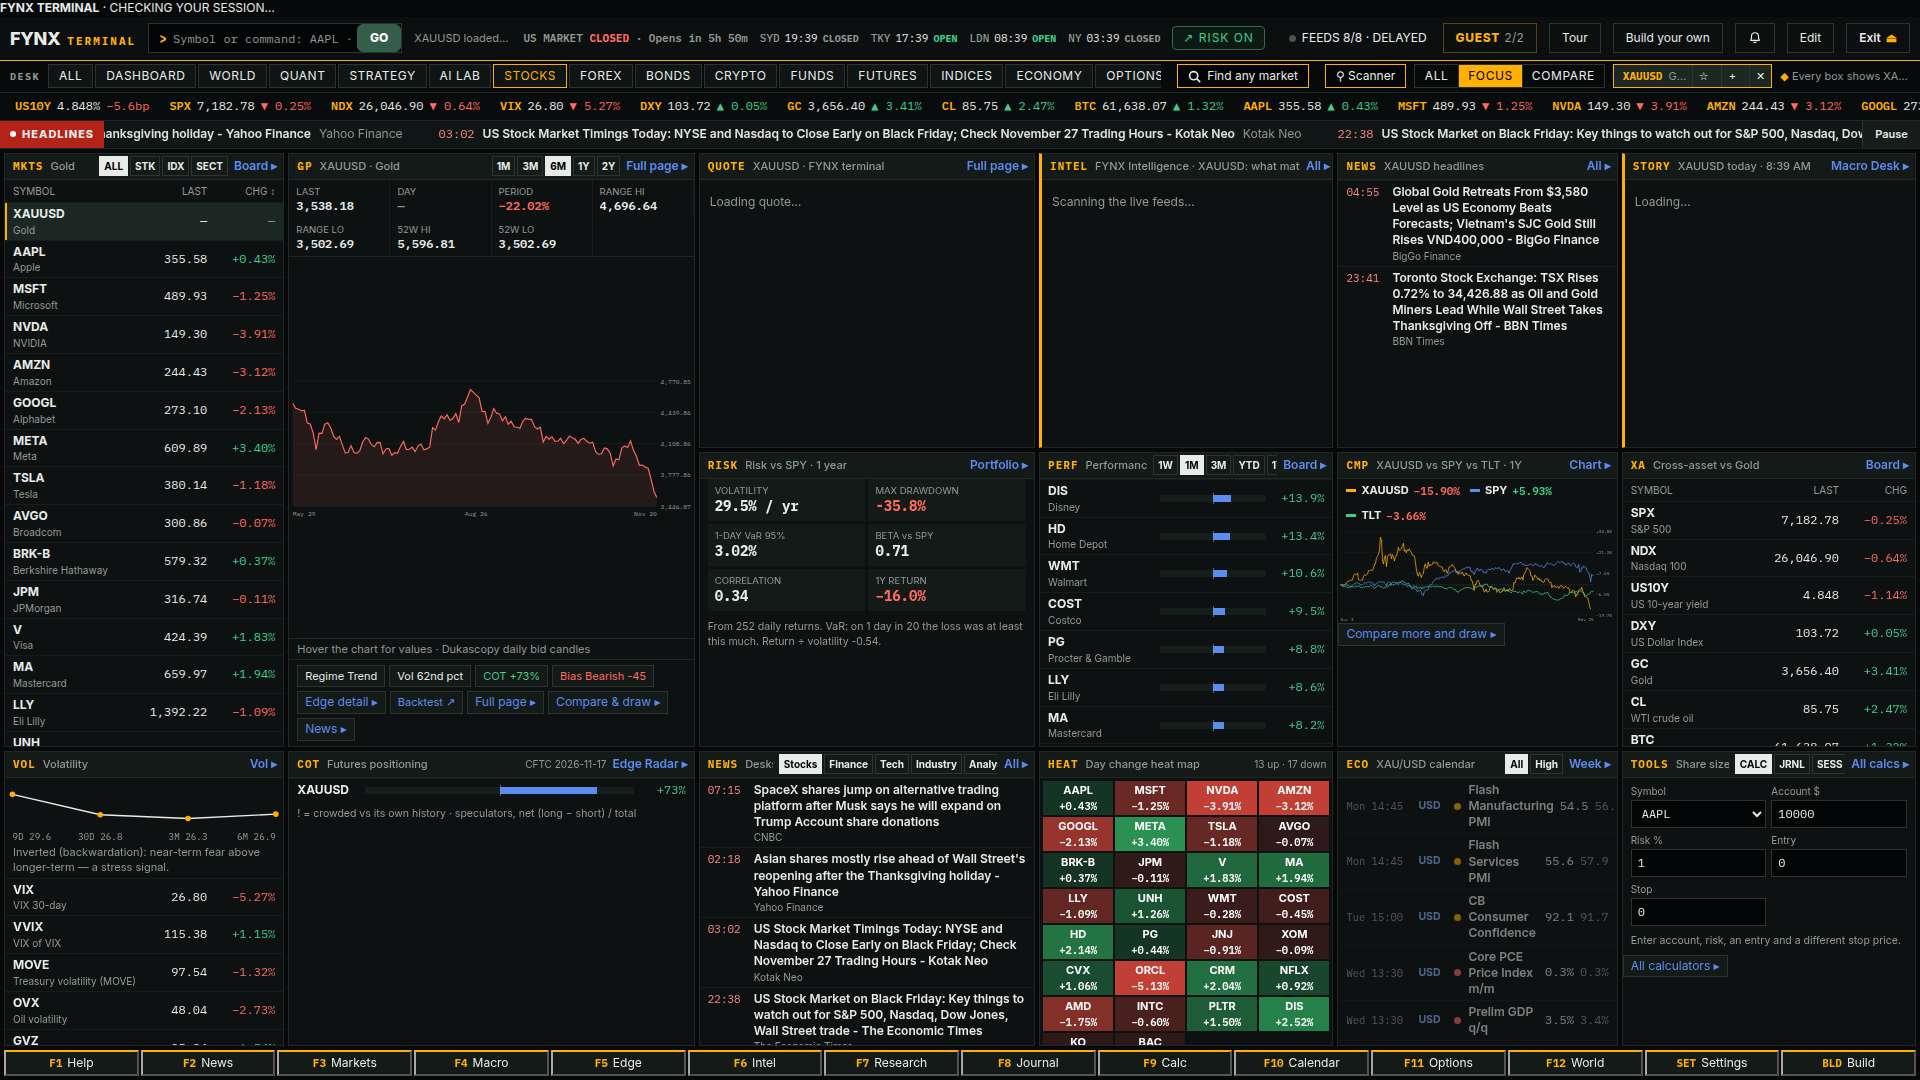 FYNX TERMINAL · CHECKING YOUR SESSION...
FYNX TERMINAL
> Symbol or command: AAPL · GO
XAUUSD loaded...
US MARKET CLOSED · Opens in 5h 50m
SYD 19:39 CLOSED TKY 17:39 OPEN LDN 08:39 OPEN NY 03:39 CLOSED
↗ RISK ON
FEEDS 8/8 · DELAYED
GUEST 2/2
Tour
Build your own
Edit
Exit
DESK ALL DASHBOARD WORLD QUANT STRATEGY AI LAB STOCKS FOREX BONDS CRYPTO FUNDS FUTURES INDICES ECONOMY OPTIONS
Find any market
Scanner
ALL FOCUS COMPARE
XAUUSD G... ☆ + ✕
◆ Every box shows XA...
US10Y 4.848% −5.6bp SPX 7,182.78 ▼ 0.25% NDX 26,046.90 ▼ 0.64% VIX 26.80 ▼ 5.27% DXY 103.72 ▲ 0.05% GC 3,656.40 ▲ 3.41% CL 85.75 ▲ 2.47% BTC 61,638.07 ▲ 1.32% AAPL 355.58 ▲ 0.43% MSFT 489.93 ▼ 1.25% NVDA 149.30 ▼ 3.91% AMZN 244.43 ▼ 3.12% GOOGL
● HEADLINES
anksgiving holiday - Yahoo Finance Yahoo Finance
03:02 US Stock Market Timings Today: NYSE and Nasdaq to Close Early on Black Friday; Check November 27 Trading Hours - Kotak Neo Kotak Neo
22:38 US Stock Market on Black Friday: Key things to watch out for S&P 500, Nasdaq, Dow
Pause
MKTS Gold ALL STK IDX SECT Board ▸
SYMBOL LAST CHG ↕
XAUUSD — —
Gold
AAPL 355.58 +0.43%
Apple
MSFT 489.93 −1.25%
Microsoft
NVDA 149.30 −3.91%
NVIDIA
AMZN 244.43 −3.12%
Amazon
GOOGL 273.10 −2.13%
Alphabet
META 609.89 +3.40%
Meta
TSLA 380.14 −1.18%
Tesla
AVGO 300.86 −0.07%
Broadcom
BRK-B 579.32 +0.37%
Berkshire Hathaway
JPM 316.74 −0.11%
JPMorgan
V 424.39 +1.83%
Visa
MA 659.97 +1.94%
Mastercard
LLY 1,392.22 −1.09%
Eli Lilly
UNH
GP XAUUSD · Gold 1M 3M 6M 1Y 2Y Full page ▸
LAST DAY PERIOD RANGE HI
3,538.18 — −22.02% 4,696.64
RANGE LO 52W HI 52W LO
3,502.69 5,596.81 3,502.69
4,770.85
4,439.86
4,108.86
3,777.86
3,446.87
May 29 Aug 26 Nov 20
Hover the chart for values · Dukascopy daily bid candles
Regime Trend Vol 62nd pct COT +73% Bias Bearish -45
Edge detail ▸ Backtest ↗ Full page ▸ Compare & draw ▸
News ▸
QUOTE XAUUSD · FYNX terminal Full page ▸
Loading quote...
INTEL FYNX Intelligence · XAUUSD: what mat All ▸
Scanning the live feeds...
NEWS XAUUSD headlines All ▸
04:55 Global Gold Retreats From $3,580
Level as US Economy Beats
Forecasts; Vietnam's SJC Gold Still
Rises VND400,000 - BigGo Finance
BigGo Finance
23:41 Toronto Stock Exchange: TSX Rises
0.72% to 34,426.88 as Oil and Gold
Miners Lead While Wall Street Takes
Thanksgiving Off - BBN Times
BBN Times
STORY XAUUSD today · 8:39 AM Macro Desk ▸
Loading...
RISK Risk vs SPY · 1 year Portfolio ▸
VOLATILITY MAX DRAWDOWN
29.5% / yr -35.8%
1-DAY VaR 95% BETA vs SPY
3.02% 0.71
CORRELATION 1Y RETURN
0.34 −16.0%
From 252 daily returns. VaR: on 1 day in 20 the loss was at least
this much. Return ÷ volatility -0.54.
PERF Performanc 1W 1M 3M YTD 1 Board ▸
DIS +13.9%
Disney
HD +13.4%
Home Depot
WMT +10.6%
Walmart
COST +9.5%
Costco
PG +8.8%
Procter & Gamble
LLY +8.6%
Eli Lilly
MA +8.2%
Mastercard
CMP XAUUSD vs SPY vs TLT · 1Y Chart ▸
XAUUSD −15.90% SPY +5.93%
TLT −3.66%
Compare more and draw ▸
XA Cross-asset vs Gold Board ▸
SYMBOL LAST CHG
SPX 7,182.78 −0.25%
S&P 500
NDX 26,046.90 −0.64%
Nasdaq 100
US10Y 4.848 −1.14%
US 10-year yield
DXY 103.72 +0.05%
US Dollar Index
GC 3,656.40 +3.41%
Gold
CL 85.75 +2.47%
WTI crude oil
BTC 61,638.07 +1.32%
VOL Volatility Vol ▸
9D 29.6 30D 26.8 3M 26.3 6M 26.9
Inverted (backwardation): near-term fear above
longer-term — a stress signal.
VIX 26.80 −5.27%
VIX 30-day
VVIX 115.38 +1.15%
VIX of VIX
MOVE 97.54 −1.32%
Treasury volatility (MOVE)
OVX 48.04 −2.73%
Oil volatility
GVZ
COT Futures positioning CFTC 2026-11-17 Edge Radar ▸
XAUUSD +73%
! = crowded vs its own history · speculators, net (long − short) / total
NEWS Desk: Stocks Finance Tech Industry Analy All ▸
07:15 SpaceX shares jump on alternative trading
platform after Musk says he will expand on
Trump Account share donations
CNBC
02:18 Asian shares mostly rise ahead of Wall Street's
reopening after the Thanksgiving holiday -
Yahoo Finance
Yahoo Finance
03:02 US Stock Market Timings Today: NYSE and
Nasdaq to Close Early on Black Friday; Check
November 27 Trading Hours - Kotak Neo
Kotak Neo
22:38 US Stock Market on Black Friday: Key things to
watch out for S&P 500, Nasdaq, Dow Jones,
Wall Street trade - The Economic Times
The Economic Times
HEAT Day change heat map 13 up · 17 down
AAPL MSFT NVDA AMZN
+0.43% −1.25% −3.91% −3.12%
GOOGL META TSLA AVGO
−2.13% +3.40% −1.18% −0.07%
BRK-B JPM V MA
+0.37% −0.11% +1.83% +1.94%
LLY UNH WMT COST
−1.09% +1.26% −0.28% −0.45%
HD PG JNJ XOM
+2.14% +0.44% −0.91% −0.09%
CVX ORCL CRM NFLX
+1.06% −5.13% +2.04% +0.92%
AMD INTC PLTR DIS
−1.75% −0.60% +1.50% +2.52%
KO BAC
ECO XAU/USD calendar All High Week ▸
Mon 14:45 USD Flash Manufacturing PMI 54.5 56.
Mon 14:45 USD Flash Services PMI 55.6 57.9
Tue 15:00 USD CB Consumer Confidence 92.1 91.7
Wed 13:30 USD Core PCE Price Index m/m 0.3% 0.3%
Wed 13:30 USD Prelim GDP q/q 3.5% 3.4%
TOOLS Share size CALC JRNL SESS All calcs ▸
Symbol Account $
AAPL 10000
Risk % Entry
1 0
Stop
0
Enter account, risk, an entry and a different stop price.
All calculators ▸
F1 Help F2 News F3 Markets F4 Macro F5 Edge F6 Intel F7 Research F8 Journal F9 Calc F10 Calendar F11 Options F12 World SET Settings BLD Build